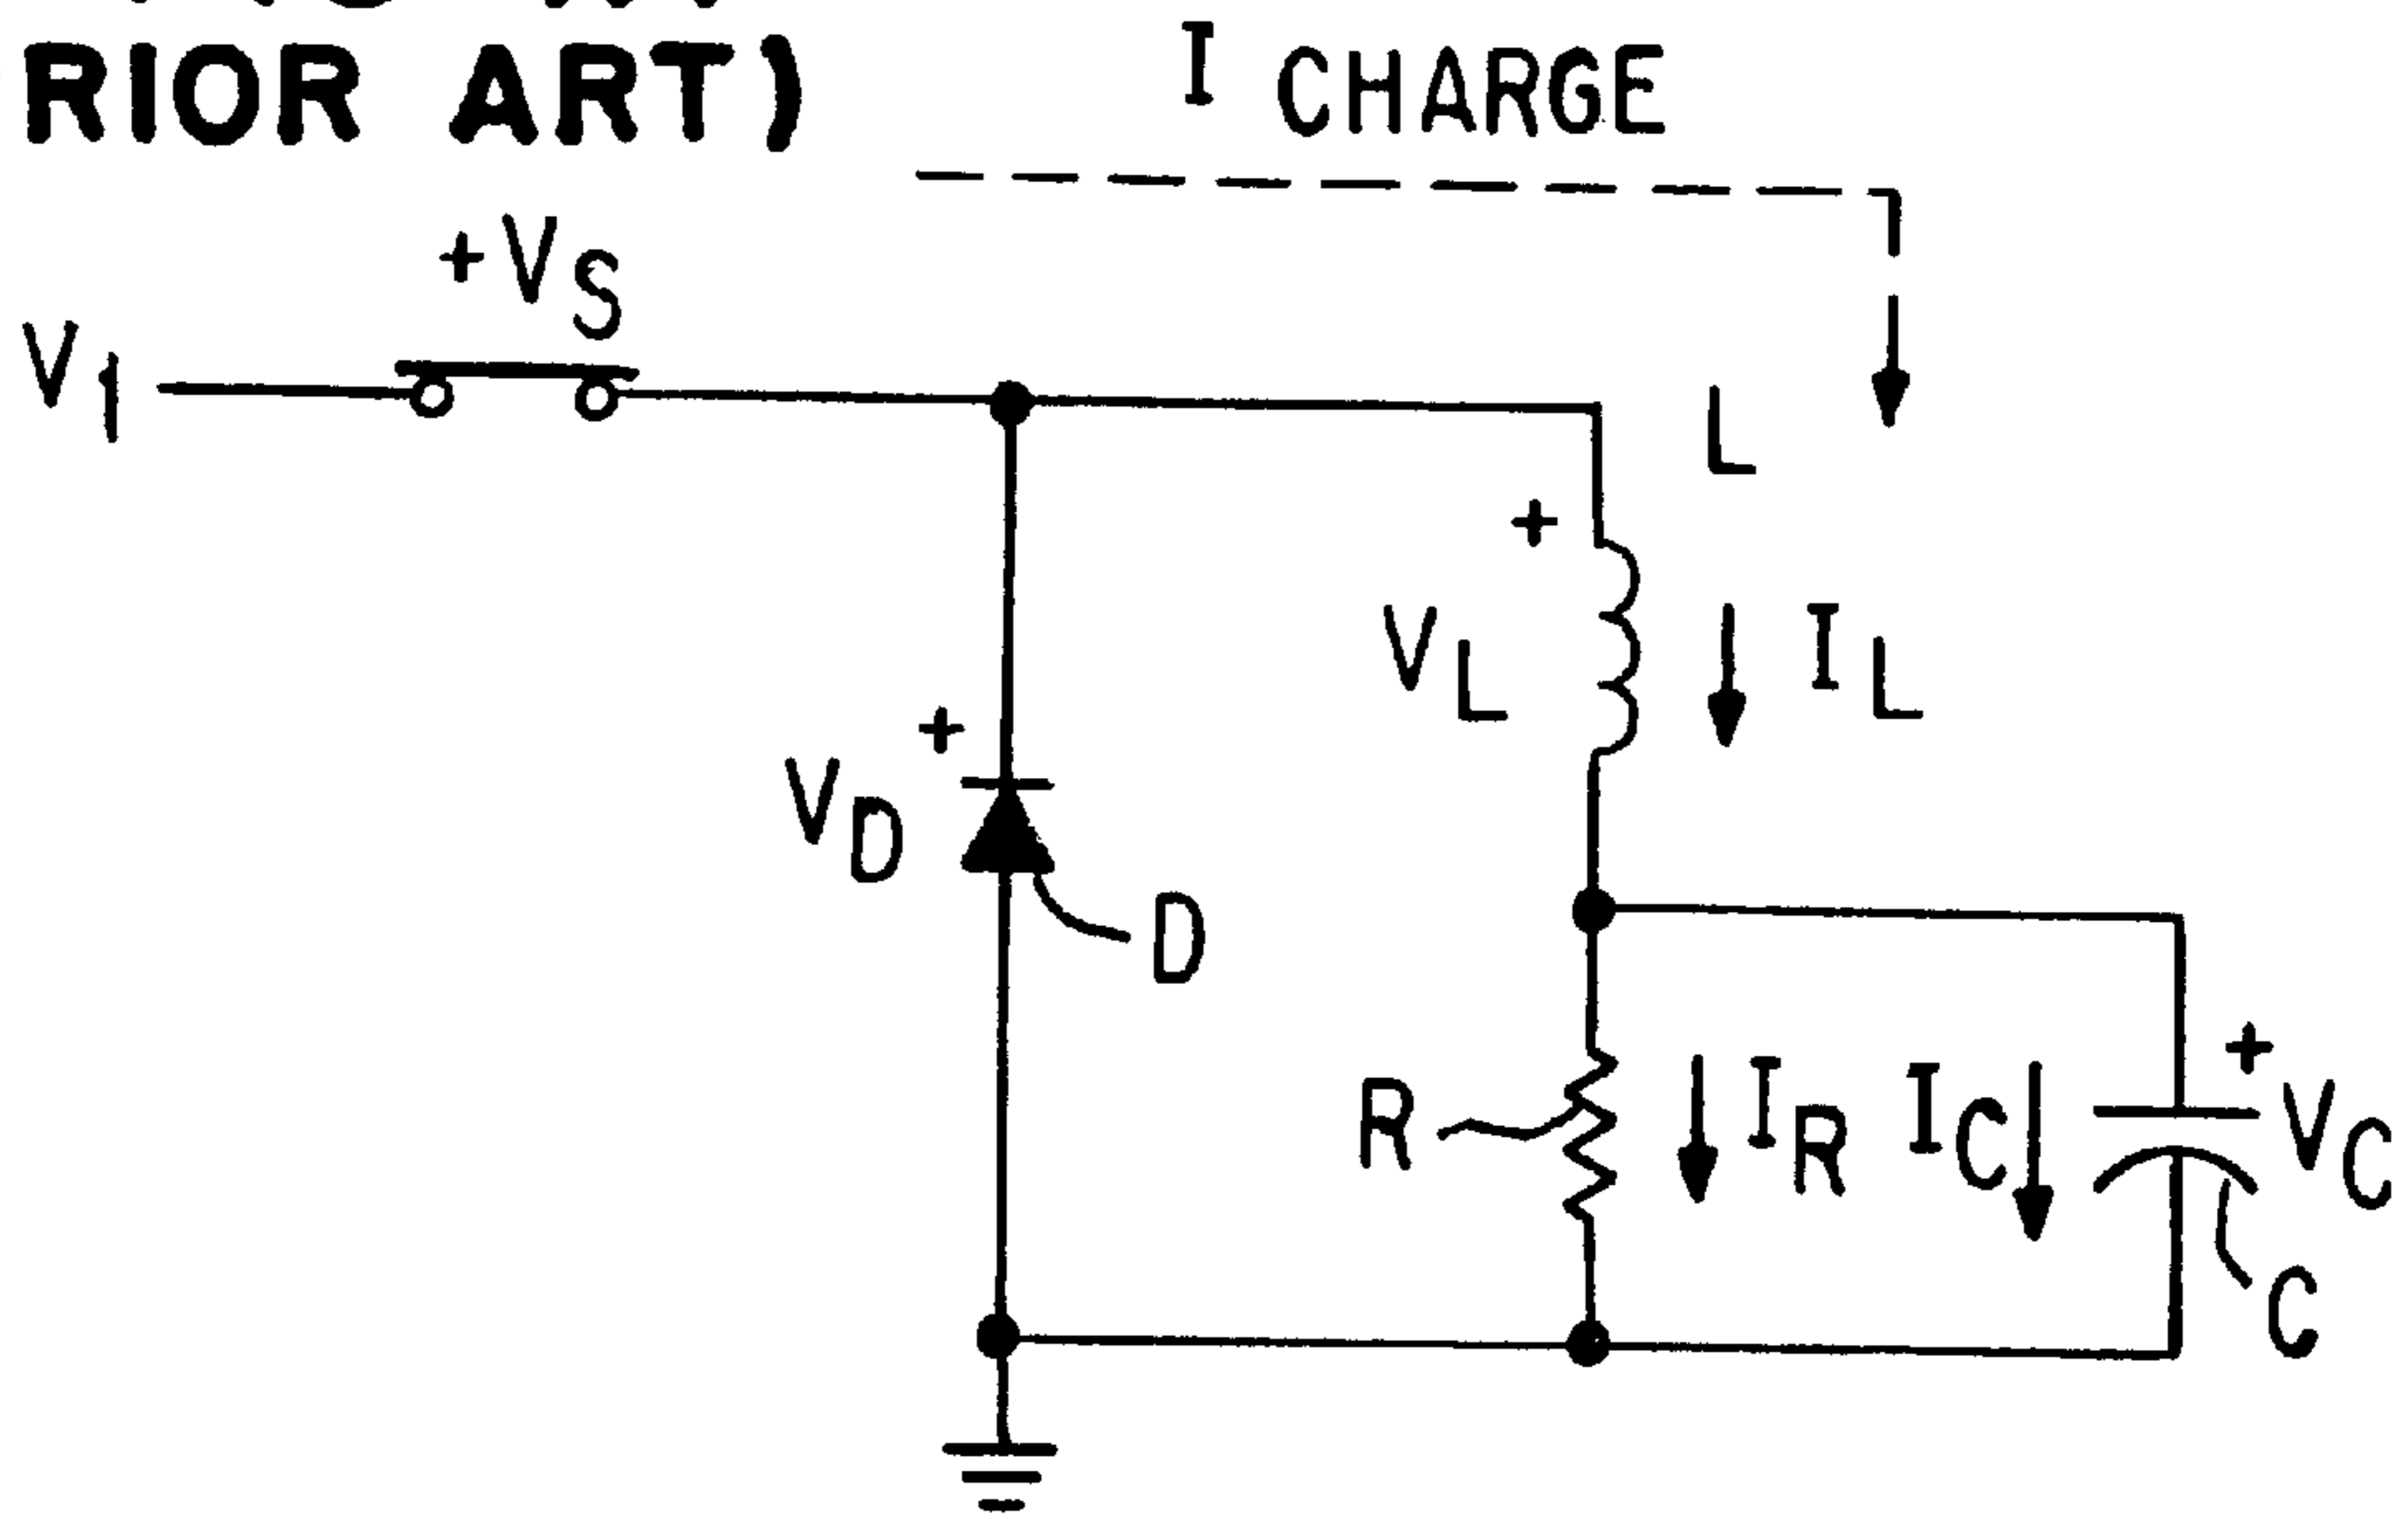 RIOR ART)
I CHARGE
+VS
V1
L
+
VL
IL
+
VD
D
R
IR
IC
+
VC
C